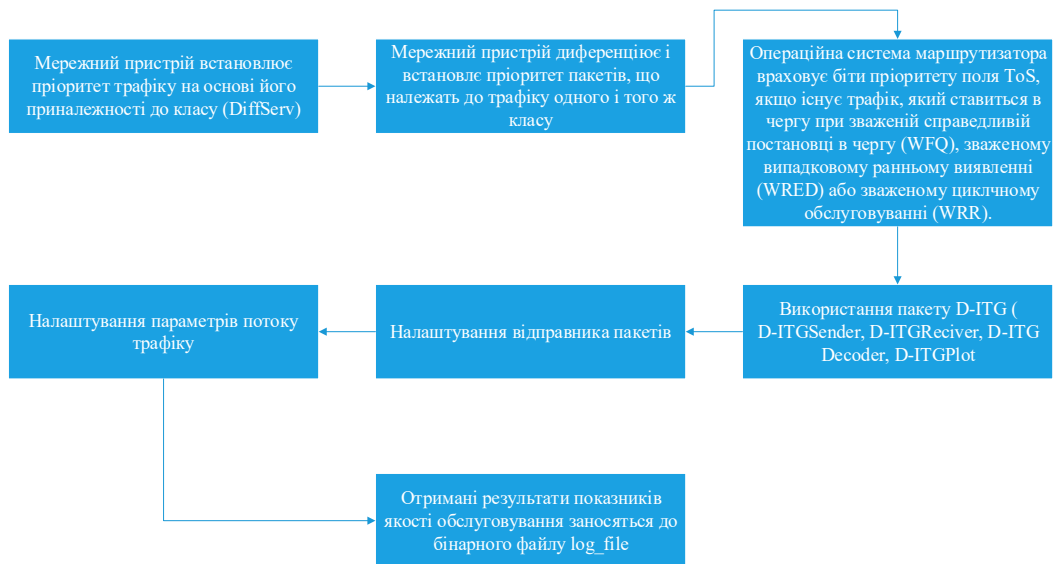 Мережний пристрій встановлює
пріоритет трафіку на основі його
приналежності до класу (DiffServ)
Мережний пристрій диференціює і
встановлє пріоритет пакетів, що
належать до трафіку одного і того ж
класу
Операційна система маршрутизатора
враховує біти пріоритету поля ToS,
якщо існує трафік, який ставиться в
чергу при зваженій справедливій
постановці в чергу (WFQ), зваженому
випадковому ранньому виявленні
(WRED) або зваженому циклчному
обслуговуванні (WRR).
Використання пакету D-ITG (
D-ITGSender, D-ITGReciver, D-ITG
Decoder, D-ITGPlot
Налаштування відправника пакетів
Налаштування параметрів потоку
трафіку
Отримані результати показників
якості обслуговування заносяться до
бінарного файлу log_file